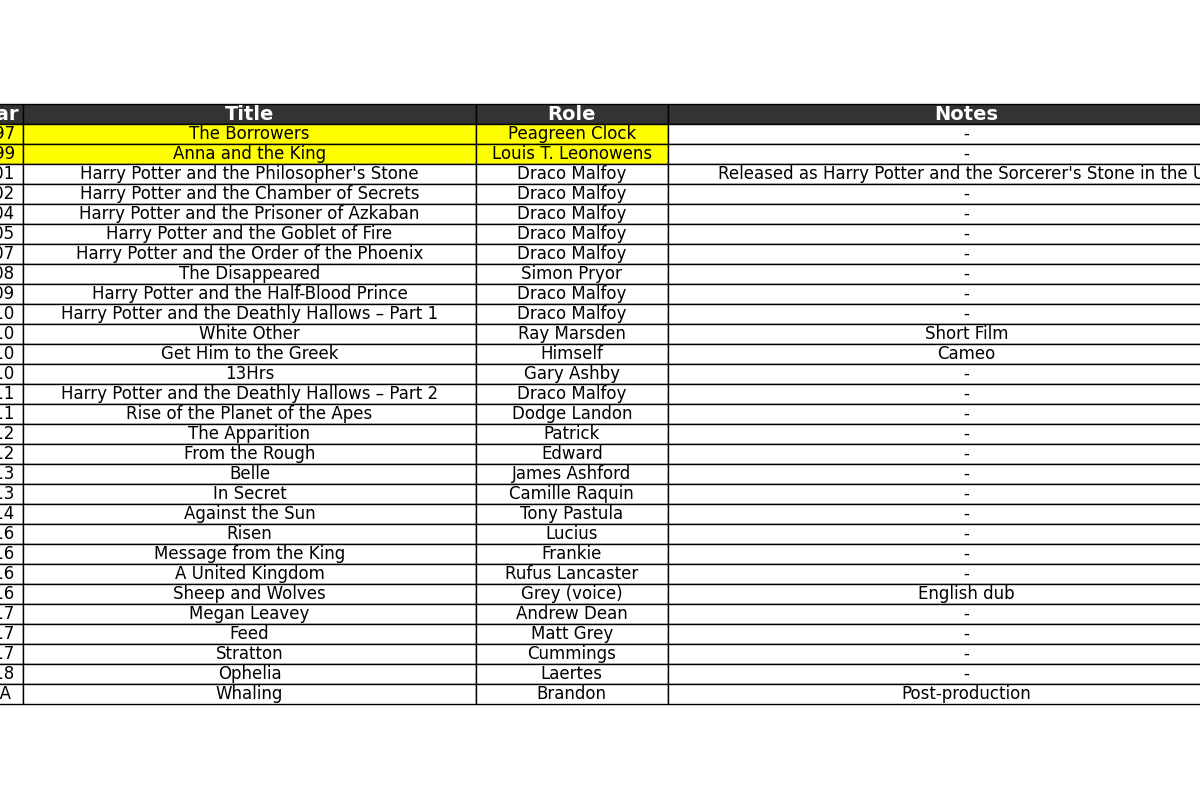 ar Title Role Notes
97 The Borrowers Peagreen Clock -
99 Anna and the King Louis T. Leonowens -
01 Harry Potter and the Philosopher's Stone Draco Malfoy Released as Harry Potter and the Sorcerer's Stone in the U
02 Harry Potter and the Chamber of Secrets Draco Malfoy -
04 Harry Potter and the Prisoner of Azkaban Draco Malfoy -
05 Harry Potter and the Goblet of Fire Draco Malfoy -
07 Harry Potter and the Order of the Phoenix Draco Malfoy -
08 The Disappeared Simon Pryor -
09 Harry Potter and the Half-Blood Prince Draco Malfoy -
10 Harry Potter and the Deathly Hallows – Part 1 Draco Malfoy -
10 White Other Ray Marsden Short Film
10 Get Him to the Greek Himself Cameo
10 13Hrs Gary Ashby -
11 Harry Potter and the Deathly Hallows – Part 2 Draco Malfoy -
11 Rise of the Planet of the Apes Dodge Landon -
12 The Apparition Patrick -
12 From the Rough Edward -
13 Belle James Ashford -
13 In Secret Camille Raquin -
14 Against the Sun Tony Pastula -
16 Risen Lucius -
16 Message from the King Frankie -
16 A United Kingdom Rufus Lancaster -
16 Sheep and Wolves Grey (voice) English dub
17 Megan Leavey Andrew Dean -
17 Feed Matt Grey -
17 Stratton Cummings -
18 Ophelia Laertes -
A Whaling Brandon Post-production